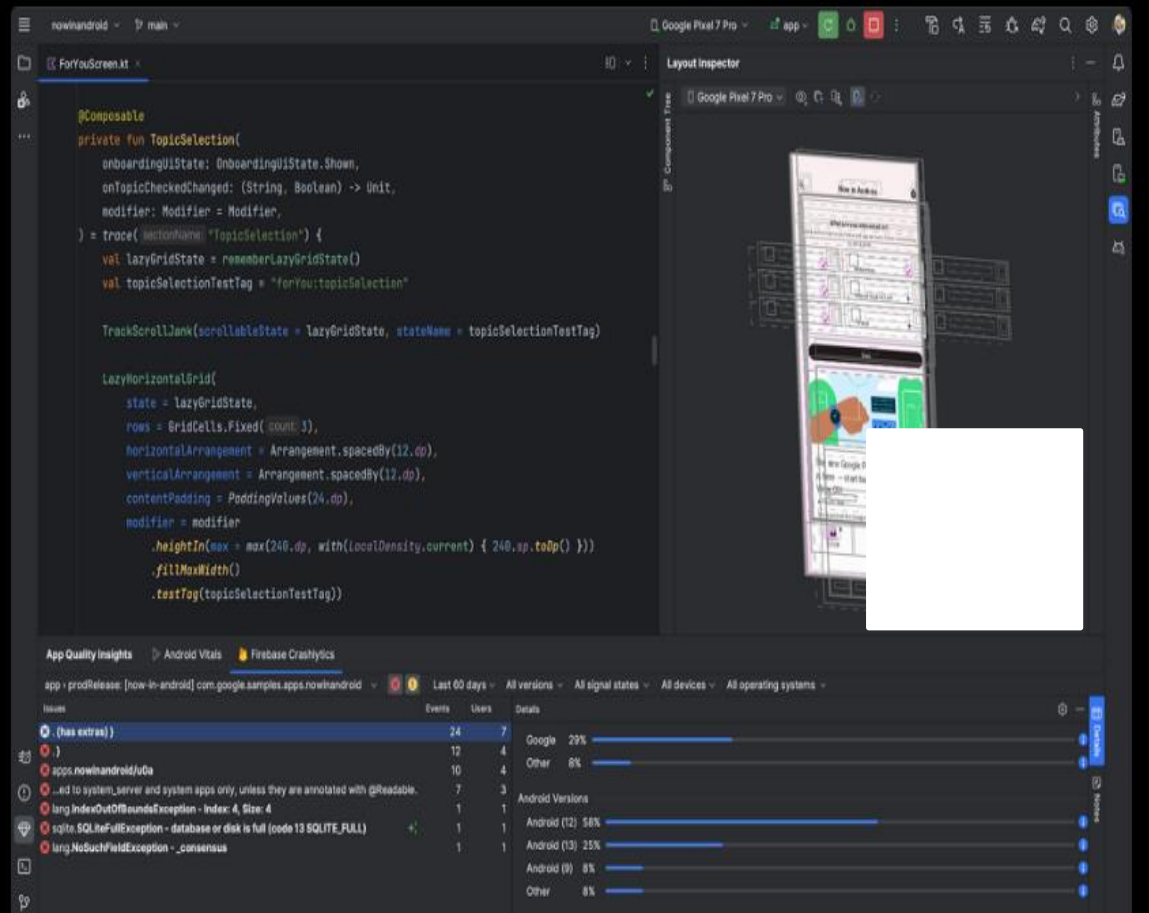 nowinandroid main Google Pixel 7 Pro app
ForYouScreen.kt
Layout Inspector
Google Pixel 7 Pro
Component Tree
Attributes
@Composable
private fun TopicSelection(
onboardingUiState: OnboardingUiState.Shown,
onTopicCheckedChanged: (String, Boolean) -> Unit,
modifier: Modifier = Modifier,
) = trace( sectionName: "TopicSelection") {
val lazyGridState = rememberLazyGridState()
val topicSelectionTestTag = "forYou:topicSelection"
TrackScrollJank(scrollableState = lazyGridState, stateName = topicSelectionTestTag)
LazyHorizontalGrid(
state = lazyGridState,
rows = GridCells.Fixed( count: 3),
horizontalArrangement = Arrangement.spacedBy(12.dp),
verticalArrangement = Arrangement.spacedBy(12.dp),
contentPadding = PaddingValues(24.dp),
modifier = modifier
.heightIn(max = max(240.dp, with(LocalDensity.current) { 240.sp.toDp() }))
.fillMaxWidth()
.testTag(topicSelectionTestTag))
Now in Android
App Quality Insights Android Vitals Firebase Crashlytics
app › prodRelease: [now-in-android] com.google.samples.apps.nowinandroid Last 60 days All versions All signal states All devices All operating systems
Issues Events Users
. (has extras) } 24 7
.} 12 4
apps.nowinandroid/u0a 10 4
...ed to system_server and system apps only, unless they are annotated with @Readable. 7 3
lang.IndexOutOfBoundsException - Index: 4, Size: 4 1 1
sqlite.SQLiteFullException - database or disk is full (code 13 SQLITE_FULL) 1 1
lang.NoSuchFieldException - _consensus 1 1
Details
Google 29%
Other 8%
Android Versions
Android (12) 58%
Android (13) 25%
Android (9) 8%
Other 8%
Details
Notes